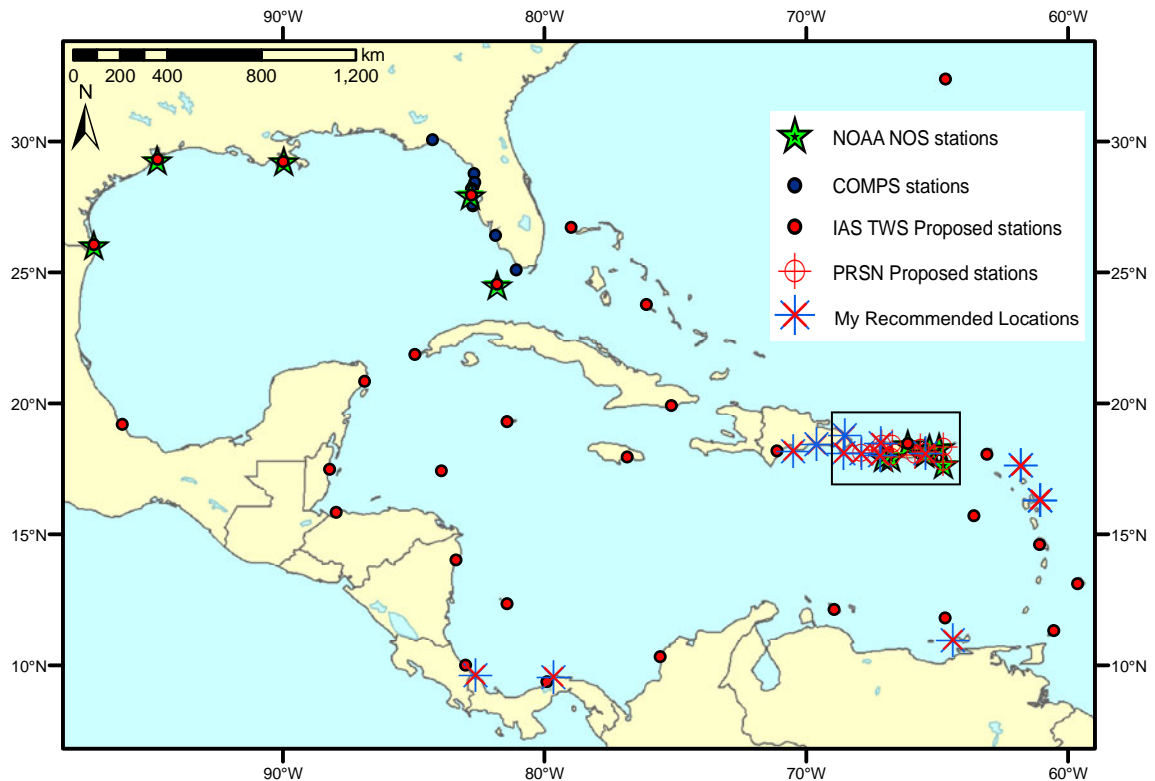 90°W 80°W 70°W 60°W
km
0 200 400 800 1,200
N
30°N 30°N
25°N 25°N
20°N 20°N
15°N 15°N
10°N 10°N
NOAA NOS stations
COMPS stations
IAS TWS Proposed stations
PRSN Proposed stations
My Recommended Locations
90°W 80°W 70°W 60°W